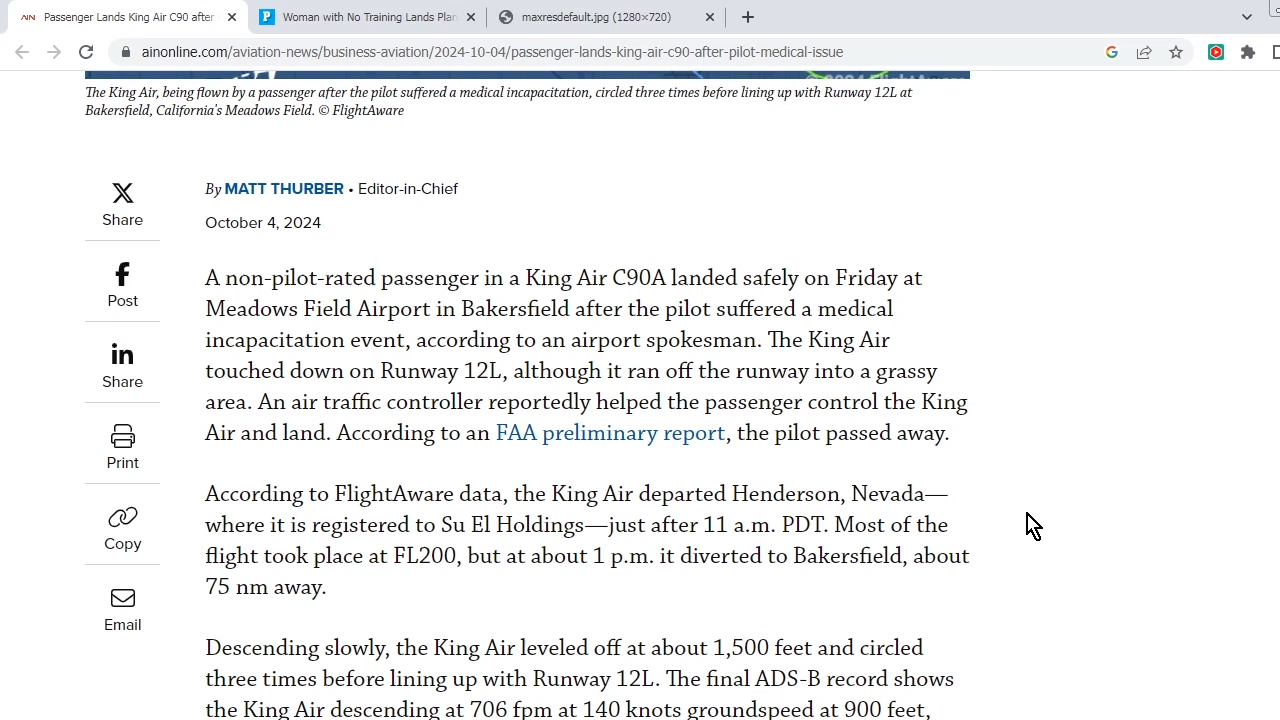 AIN Passenger Lands King Air C90 after
Woman with No Training Lands Plan
maxresdefault.jpg (1280×720)
ainonline.com/aviation-news/business-aviation/2024-10-04/passenger-lands-king-air-c90-after-pilot-medical-issue
The King Air, being flown by a passenger after the pilot suffered a medical incapacitation, circled three times before lining up with Runway 12L at
Bakersfield, California's Meadows Field. © FlightAware
By MATT THURBER • Editor-in-Chief
October 4, 2024
Share
Post
Share
Print
Copy
Email
A non-pilot-rated passenger in a King Air C90A landed safely on Friday at
Meadows Field Airport in Bakersfield after the pilot suffered a medical
incapacitation event, according to an airport spokesman. The King Air
touched down on Runway 12L, although it ran off the runway into a grassy
area. An air traffic controller reportedly helped the passenger control the King
Air and land. According to an FAA preliminary report, the pilot passed away.
According to FlightAware data, the King Air departed Henderson, Nevada—
where it is registered to Su El Holdings—just after 11 a.m. PDT. Most of the
flight took place at FL200, but at about 1 p.m. it diverted to Bakersfield, about
75 nm away.
Descending slowly, the King Air leveled off at about 1,500 feet and circled
three times before lining up with Runway 12L. The final ADS-B record shows
the King Air descending at 706 fpm at 140 knots groundspeed at 900 feet,